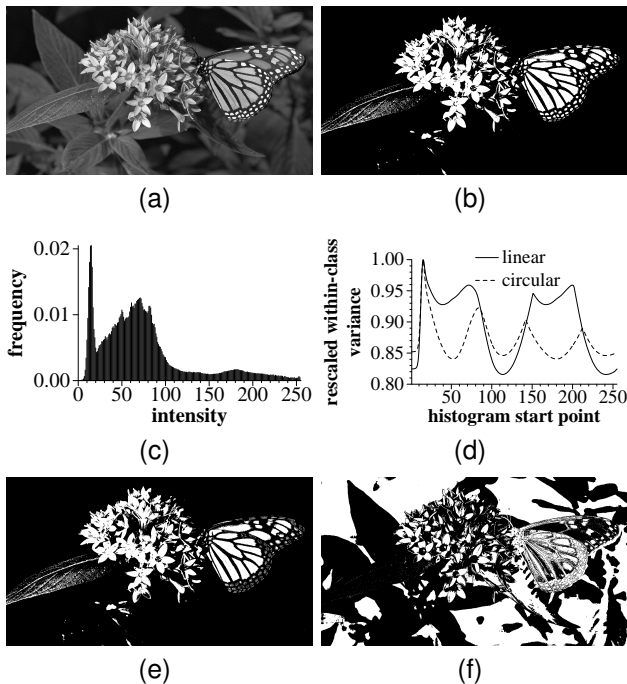 (a)
(b)
0.02
0.01
0.00
frequency
0
50
100
150
200
250
intensity
(c)
1.00
0.95
0.90
0.85
0.80
rescaled within-class
variance
linear
circular
0
50
100
150
200
250
histogram start point
(d)
(e)
(f)